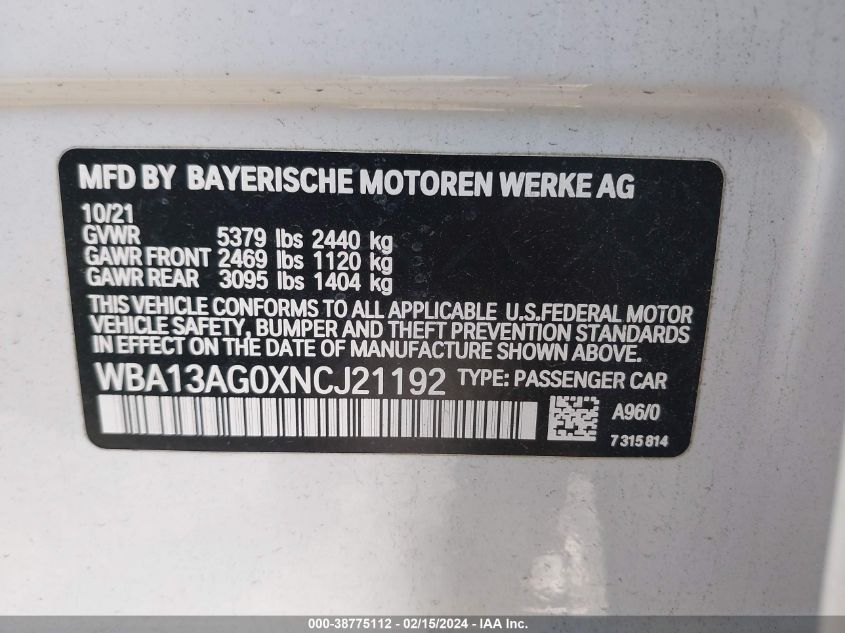 MFD BY BAYERISCHE MOTOREN WERKE AG
10/21
GVWR 5379 lbs 2440 kg
GAWR FRONT 2469 lbs 1120 kg
GAWR REAR 3095 lbs 1404 kg
THIS VEHICLE CONFORMS TO ALL APPLICABLE U.S.FEDERAL MOTOR
VEHICLE SAFETY, BUMPER AND THEFT PREVENTION STANDARDS
IN EFFECT ON THE DATE OF MANUFACTURE SHOWN ABOVE.
WBA13AG0XNCJ21192 TYPE: PASSENGER CAR
A96/0
7 315 814
000-38775112 - 02/15/2024 - IAA Inc.